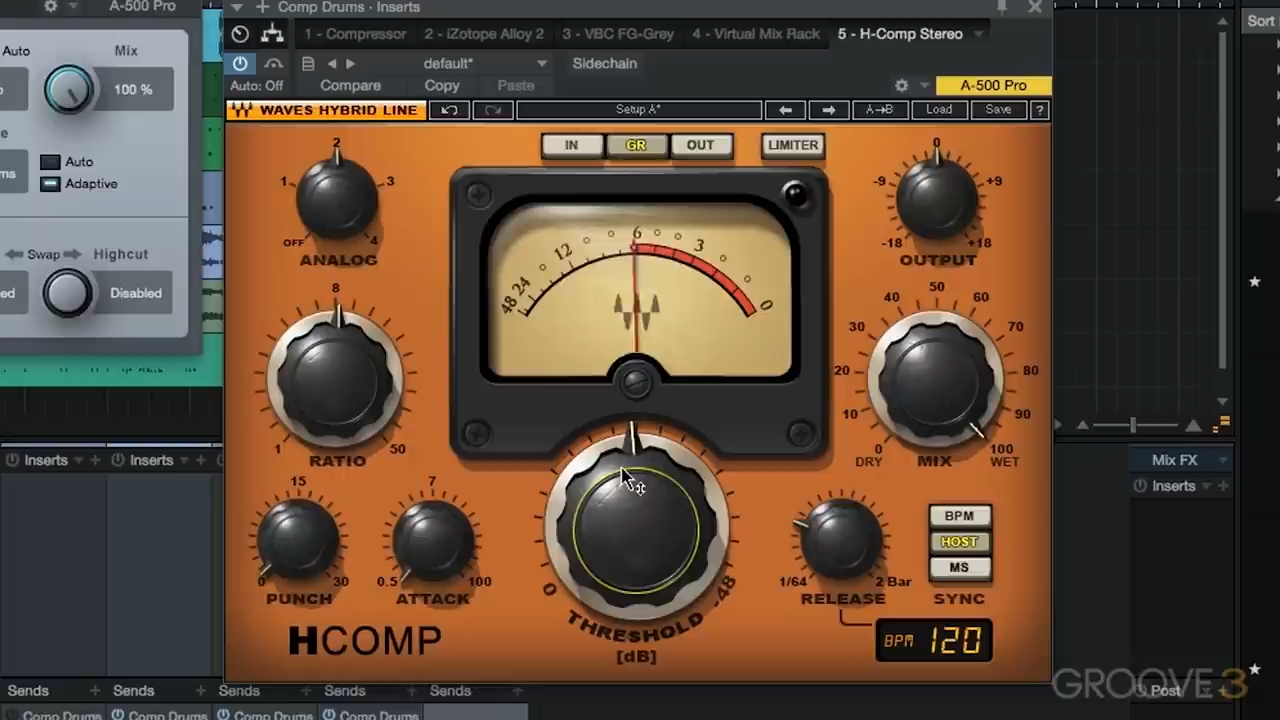 Comp Drums · Inserts
A-500 Pro
Sort
1 - Compressor
2 - iZotope Alloy 2
3 - VBC FG-Grey
4 - Virtual Mix Rack
5 - H-Comp Stereo
Auto
Mix
100 %
default*
Sidechain
Auto: Off
Compare
Copy
Paste
A-500 Pro
WAVES HYBRID LINE
Setup A*
A→B
Load
Save
?
Auto
Adaptive
Swap
Highcut
Disabled
IN
GR
OUT
LIMITER
OFF
1
2
3
4
ANALOG
48
24
12
6
3
0
-18
-9
0
+9
+18
OUTPUT
1
8
50
RATIO
0
10
20
30
40
50
60
70
80
90
100
DRY
MIX
WET
0
15
30
PUNCH
0.5
7
100
ATTACK
0
-48
THRESHOLD
[dB]
1/64
2 Bar
RELEASE
BPM
HOST
MS
SYNC
BPM 120
HCOMP
Inserts
Inserts
Mix FX
Inserts
Sends
Sends
Sends
Sends
Sends
Post
Comp Drums
Comp Drums
Comp Drums
Comp Drums
GROOVE 3